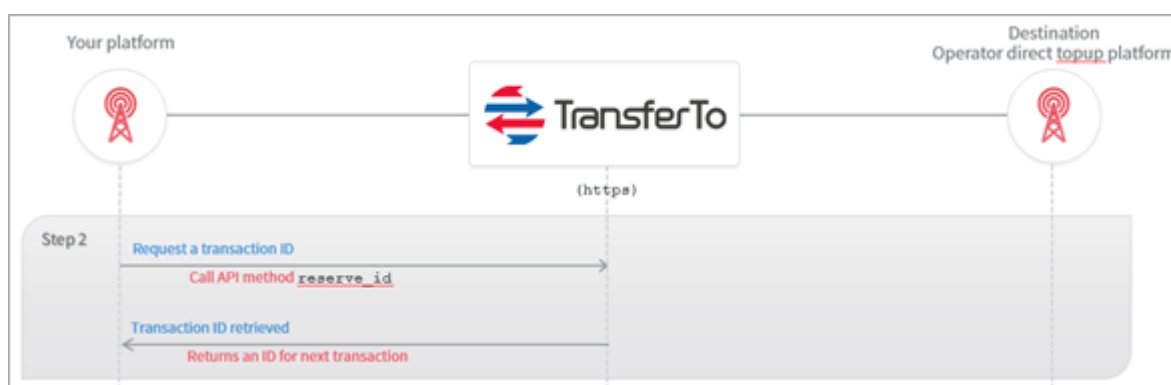 Your platform
Destination
Operator direct topup platform
TransferTo
(https)
Step 2
Request a transaction ID
Call API method reserve_id
Transaction ID retrieved
Returns an ID for next transaction